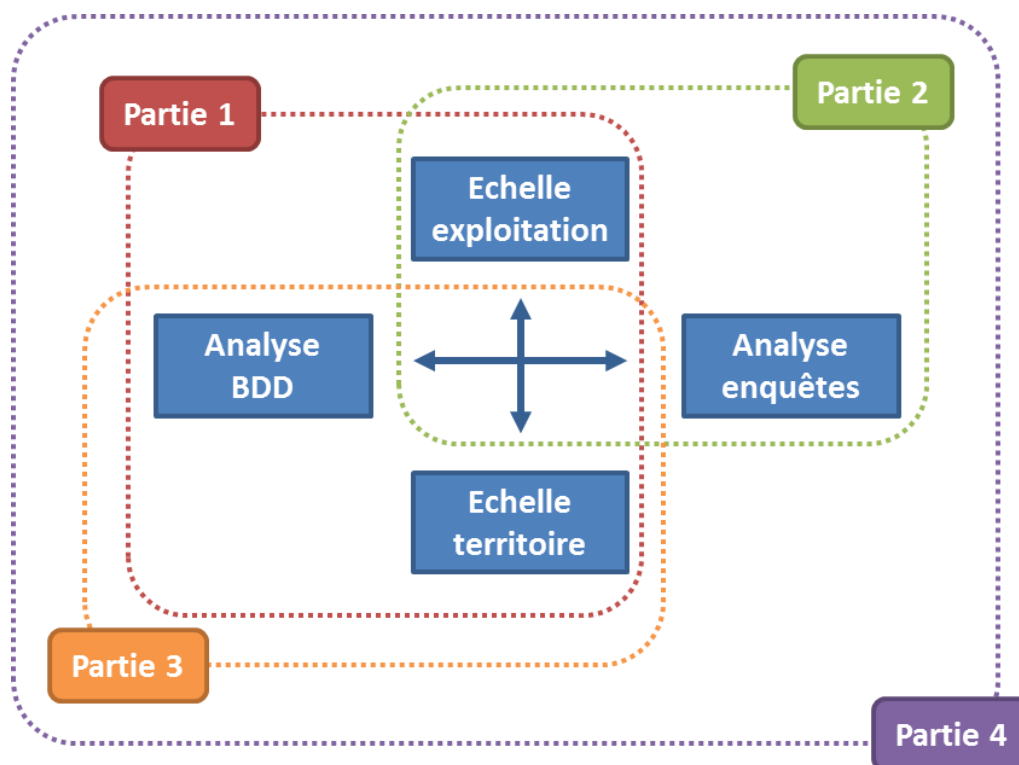 Partie 1
Partie 2
Echelle
exploitation
Analyse
BDD
Analyse
enquêtes
Echelle
territoire
Partie 3
Partie 4